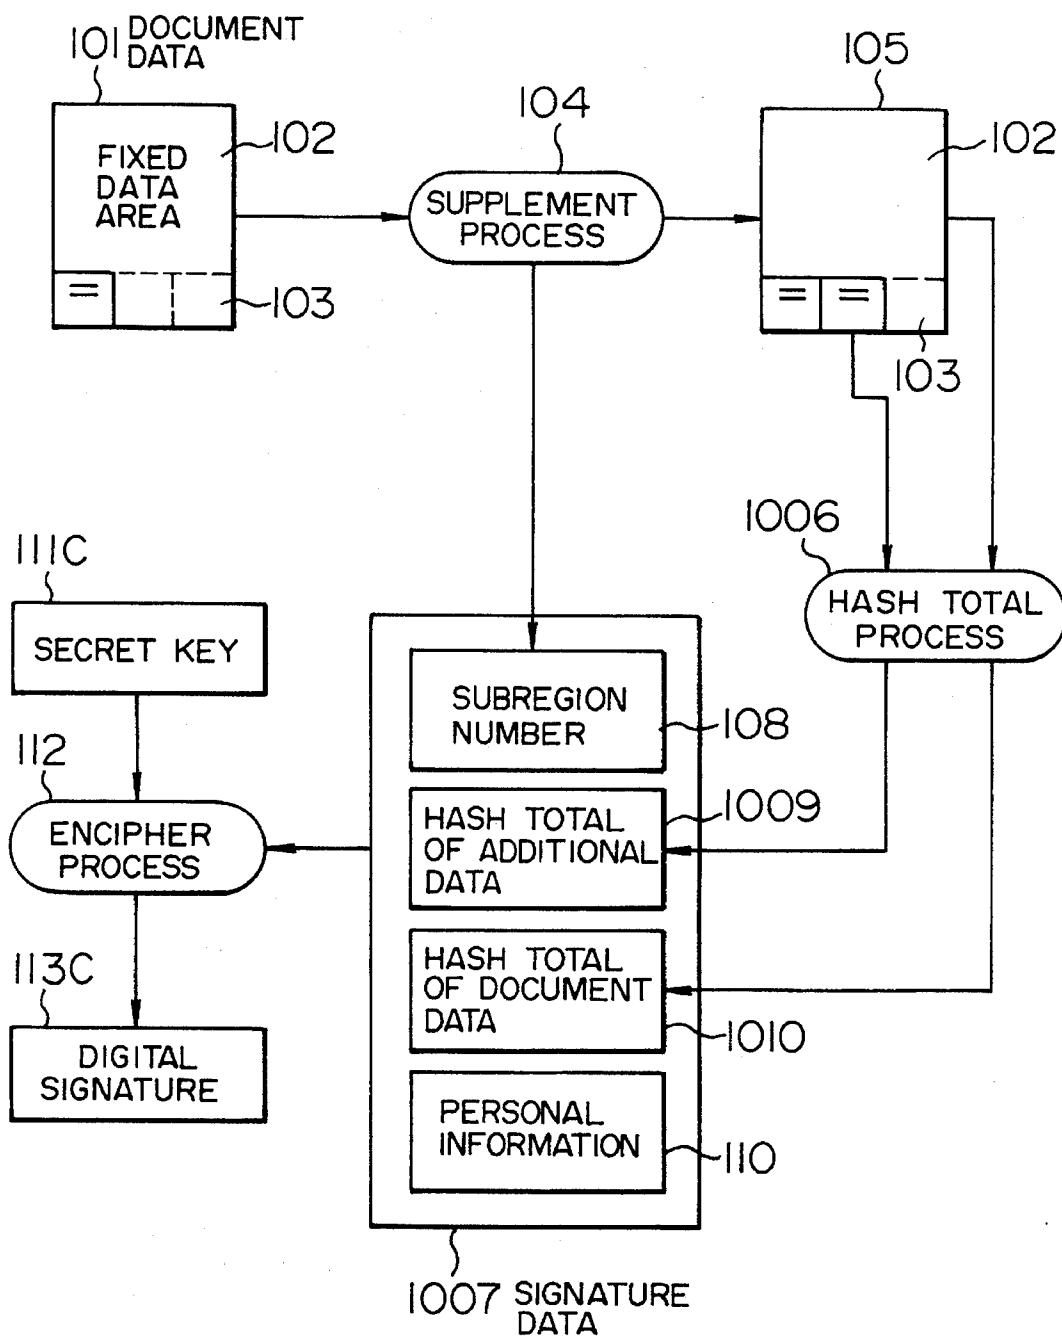 101 DOCUMENT
DATA
105
104
102
102
FIXED
DATA
AREA
SUPPLEMENT
PROCESS
103
103
1006
111C
HASH TOTAL
PROCESS
SECRET KEY
SUBREGION
NUMBER
108
112
1009
ENCIPHER
PROCESS
HASH TOTAL
OF ADDITIONAL
DATA
113C
HASH TOTAL
OF DOCUMENT
DATA
1010
DIGITAL
SIGNATURE
PERSONAL
INFORMATION
110
1007 SIGNATURE
DATA